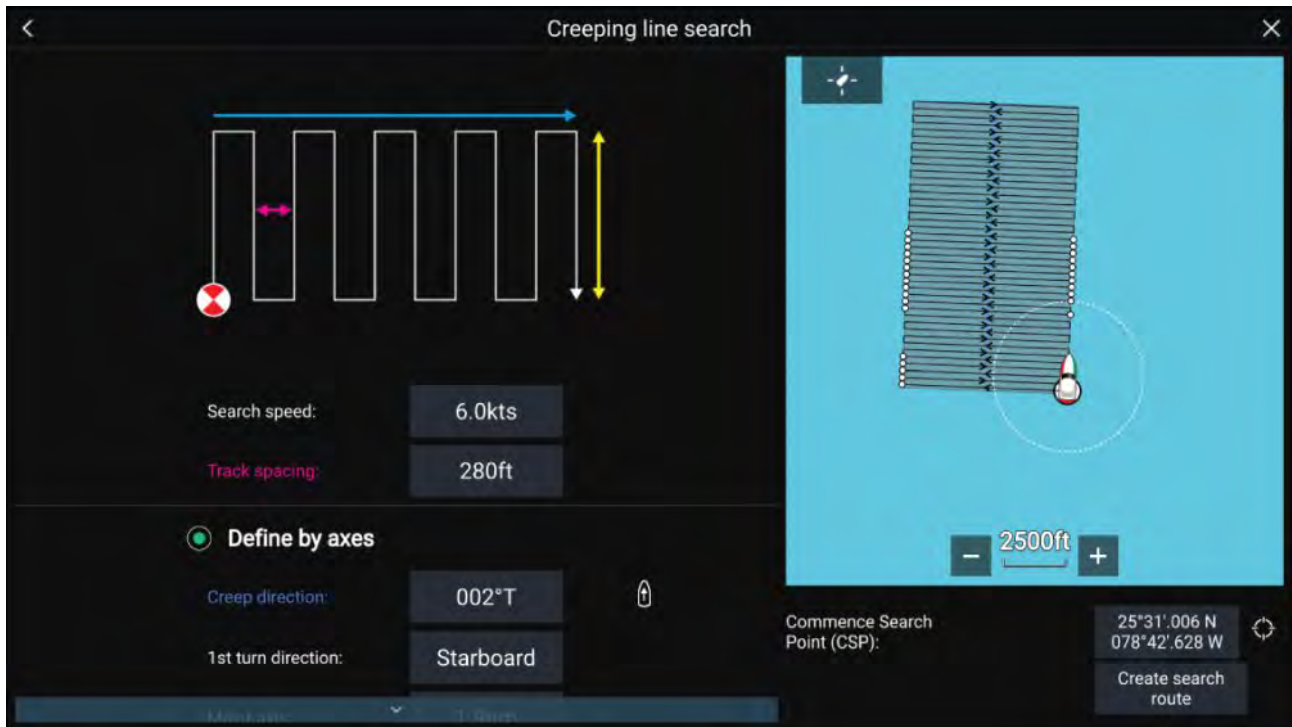 Creeping line search
Search speed:
6.0kts
Track spacing:
280ft
Define by axes
Creep direction:
002°T
1st turn direction:
Starboard
2500ft
Commence Search
Point (CSP):
25°31'.006 N
078°42'.628 W
Create search
route